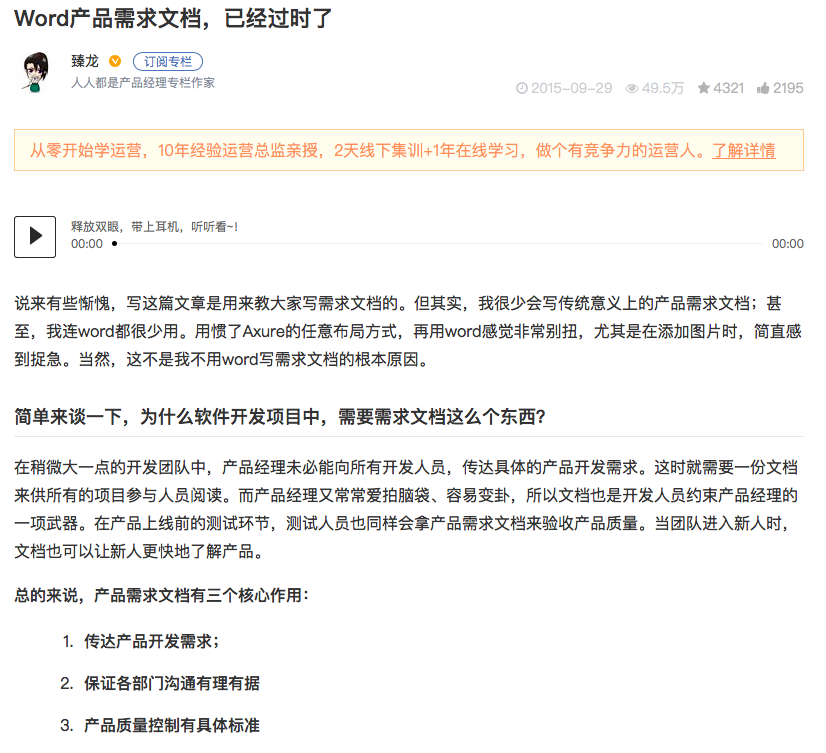 Word产品需求文档，已经过时了
臻龙
订阅专栏
人人都是产品经理专栏作家
2015-09-29 49.5万 4321 2195
从零开始学运营，10年经验运营总监亲授，2天线下集训+1年在线学习，做个有竞争力的运营人。了解详情
释放双眼，带上耳机，听听看~!
00:00 00:00
说来有些惭愧，写这篇文章是用来教大家写需求文档的。但其实，我很少会写传统意义上的产品需求文档；甚
至，我连word都很少用。用惯了Axure的任意布局方式，再用word感觉非常别扭，尤其是在添加图片时，简直感
到捉急。当然，这不是我不用word写需求文档的根本原因。
简单来谈一下，为什么软件开发项目中，需要需求文档这么个东西？
在稍微大一点的开发团队中，产品经理未必能向所有开发人员，传达具体的产品开发需求。这时就需要一份文档
来供所有的项目参与人员阅读。而产品经理又常常爱拍脑袋、容易变卦，所以文档也是开发人员约束产品经理的
一项武器。在产品上线前的测试环节，测试人员也同样会拿产品需求文档来验收产品质量。当团队进入新人时，
文档也可以让新人更快地了解产品。
总的来说，产品需求文档有三个核心作用：
1. 传达产品开发需求；
2. 保证各部门沟通有理有据
3. 产品质量控制有具体标准